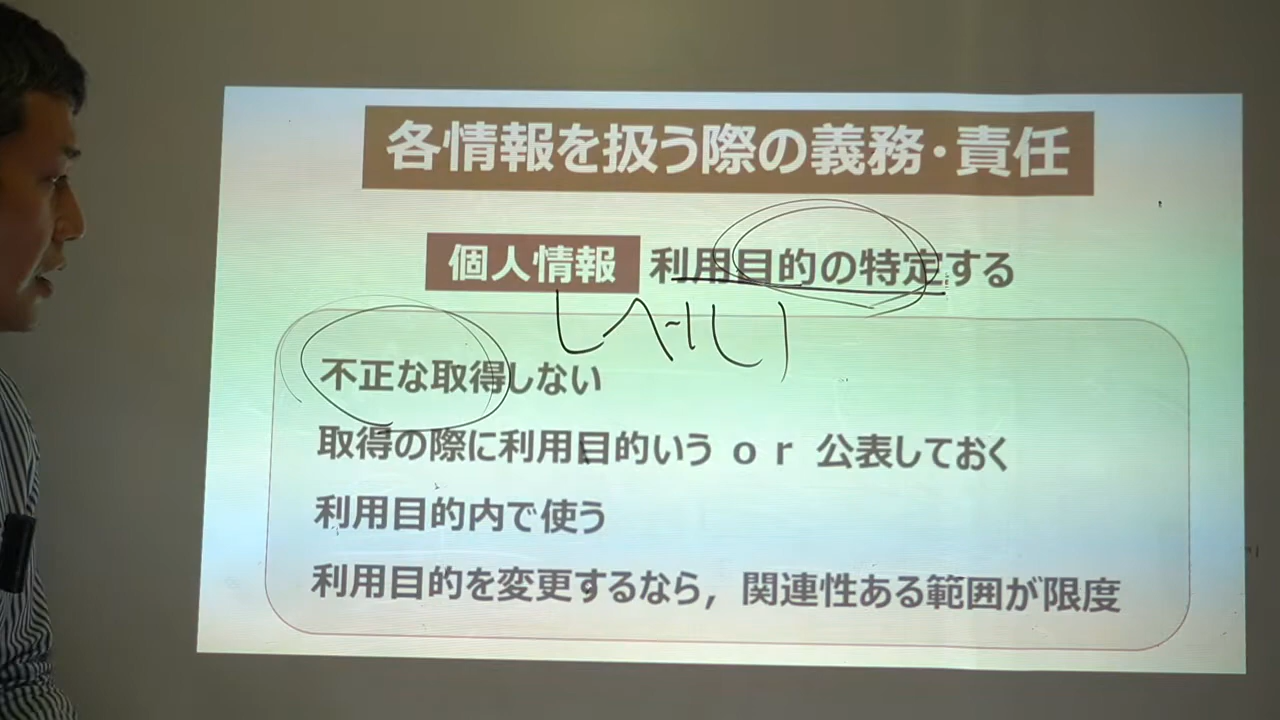 各情報を扱う際の義務・責任
個人情報 利用目的の特定する
不正な取得しない
取得の際に利用目的いう or 公表しておく
利用目的内で使う
利用目的を変更するなら，関連性ある範囲が限度